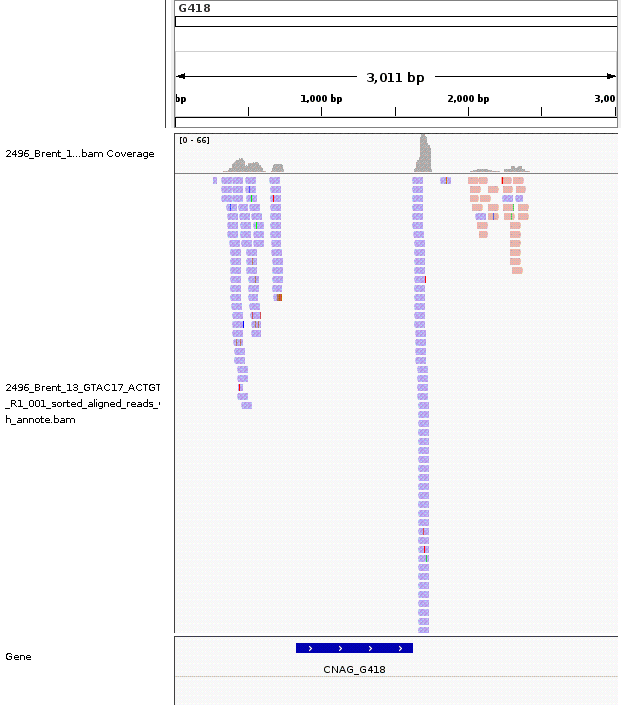 G418
3,011 bp
bp 1,000 bp 2,000 bp 3,00
[0 - 66]
2496_Brent_1...bam Coverage
2496_Brent_13_GTAC17_ACTGT
_R1_001_sorted_aligned_reads_
h_annote.bam
Gene
CNAG_G418